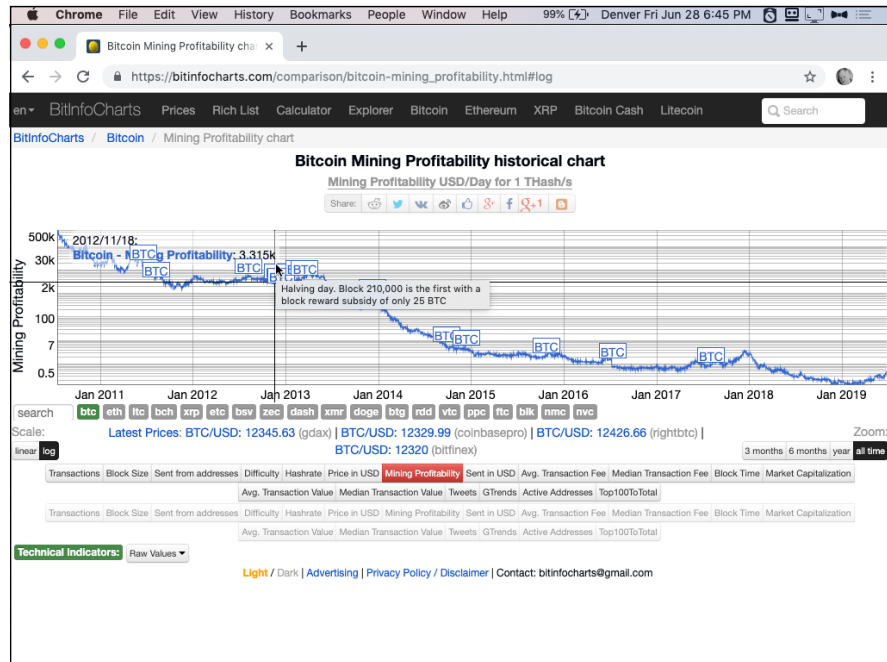 Chrome File Edit View History Bookmarks People Window Help 99% Denver Fri Jun 28 6:45 PM
Bitcoin Mining Profitability cha
https://bitinfocharts.com/comparison/bitcoin-mining_profitability.html#log
en BitInfoCharts Prices Rich List Calculator Explorer Bitcoin Ethereum XRP Bitcoin Cash Litecoin Search
BitInfoCharts / Bitcoin / Mining Profitability chart
Bitcoin Mining Profitability historical chart
Mining Profitability USD/Day for 1 THash/s
Share: +1
Mining Profitability
500k
30k
2k
100
7
0.5
2012/11/18:
Bitcoin - Mining Profitability: 3.315k
BTC BTC BTC BTC
Halving day. Block 210,000 is the first with a
block reward subsidy of only 25 BTC
BTC BTC BTC BTC BTC
Jan 2011 Jan 2012 Jan 2013 Jan 2014 Jan 2015 Jan 2016 Jan 2017 Jan 2018 Jan 2019
search btc eth ltc bch xrp etc bsv zec dash xmr doge btg rdd vtc ppc ftc blk nmc nvc
Scale: Latest Prices: BTC/USD: 12345.63 (gdax) | BTC/USD: 12329.99 (coinbasepro) | BTC/USD: 12426.66 (rightbtc) | Zoom:
BTC/USD: 12320 (bitfinex)
linear log 3 months 6 months year all time
Transactions Block Size Sent from addresses Difficulty Hashrate Price in USD Mining Profitability Sent in USD Avg. Transaction Fee Median Transaction Fee Block Time Market Capitalization
Avg. Transaction Value Median Transaction Value Tweets GTrends Active Addresses Top100ToTotal
Transactions Block Size Sent from addresses Difficulty Hashrate Price in USD Mining Profitability Sent in USD Avg. Transaction Fee Median Transaction Fee Block Time Market Capitalization
Avg. Transaction Value Median Transaction Value Tweets GTrends Active Addresses Top100ToTotal
Technical Indicators: Raw Values
Light / Dark | Advertising | Privacy Policy / Disclaimer | Contact: bitinfocharts@gmail.com